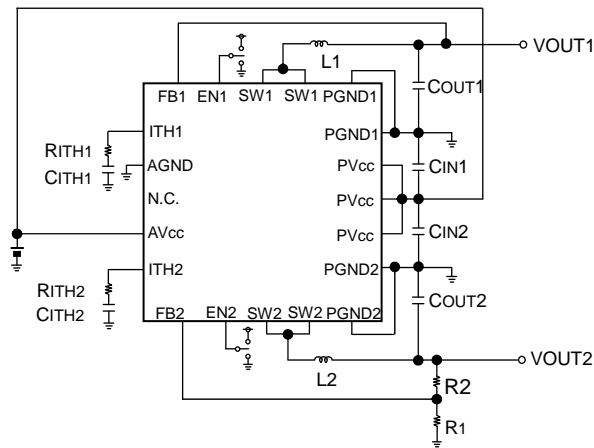 VOUT1
L1
FB1 EN1 SW1 SW1 PGND1
COUT1
ITH1
PGND1
RITH1
CITH1
AGND
PVcc
CIN1
N.C.
PVcc
AVcc
PVcc
CIN2
ITH2
PGND2
RITH2
CITH2
COUT2
FB2 EN2 SW2 SW2 PGND2
VOUT2
L2
R2
R1